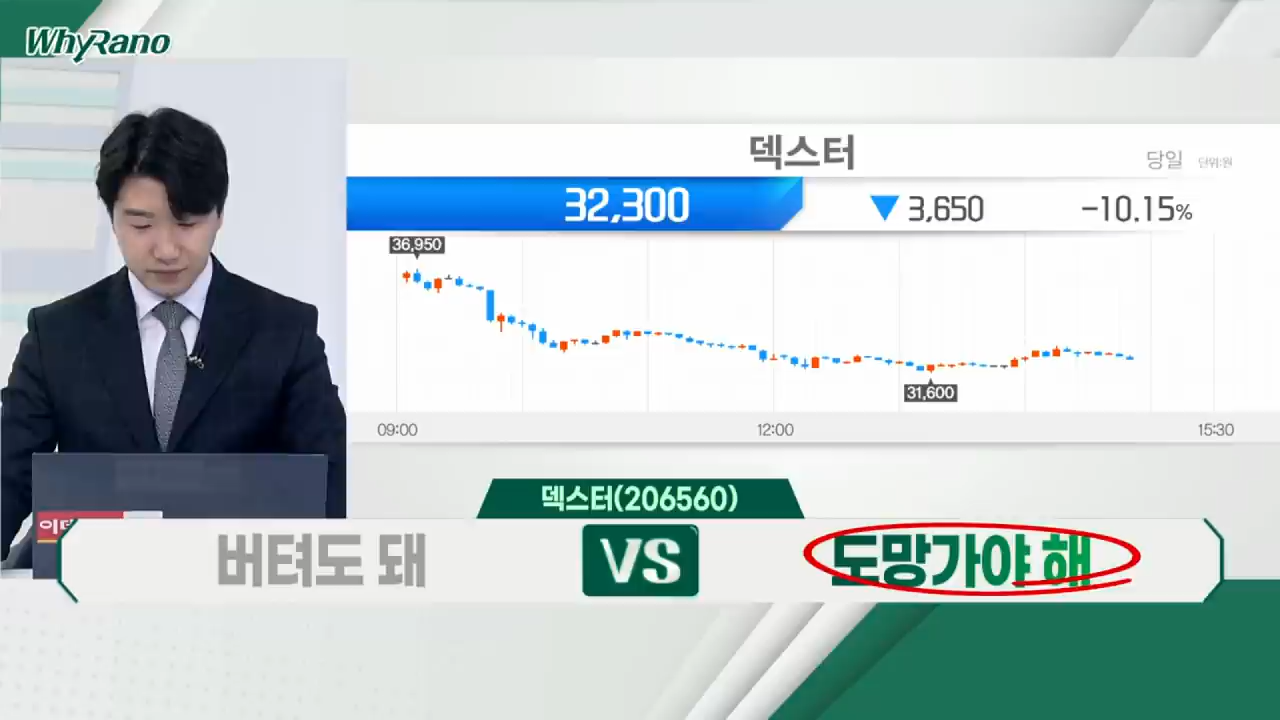 WhyRano
덱스터
당일 단위:원
32,300 ▼ 3,650 -10.15%
36,950
31,600
09:00 12:00 15:30
덱스터(206560)
버텨도 돼 VS 도망가야 해